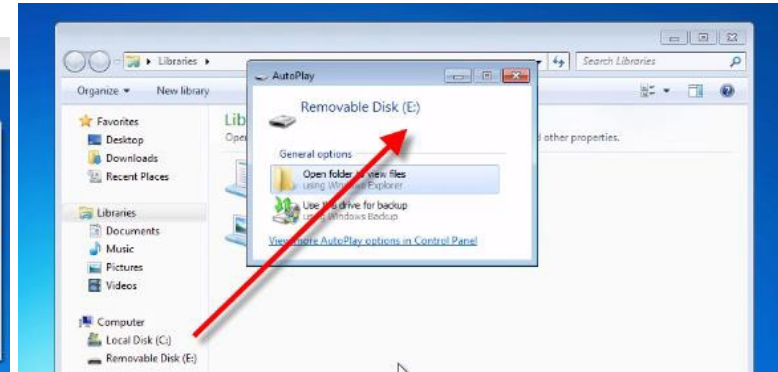 Libraries
Search Libraries
Organize
New library
Favorites
Desktop
Downloads
Recent Places
Libraries
Documents
Music
Pictures
Videos
Computer
Local Disk (C:)
Removable Disk (E:)
Lib
Ope
other properties.
AutoPlay
Removable Disk (E:)
General options
Open folder to view files
using Windows Explorer
Use this drive for backup
using Windows Backup
View more AutoPlay options in Control Panel